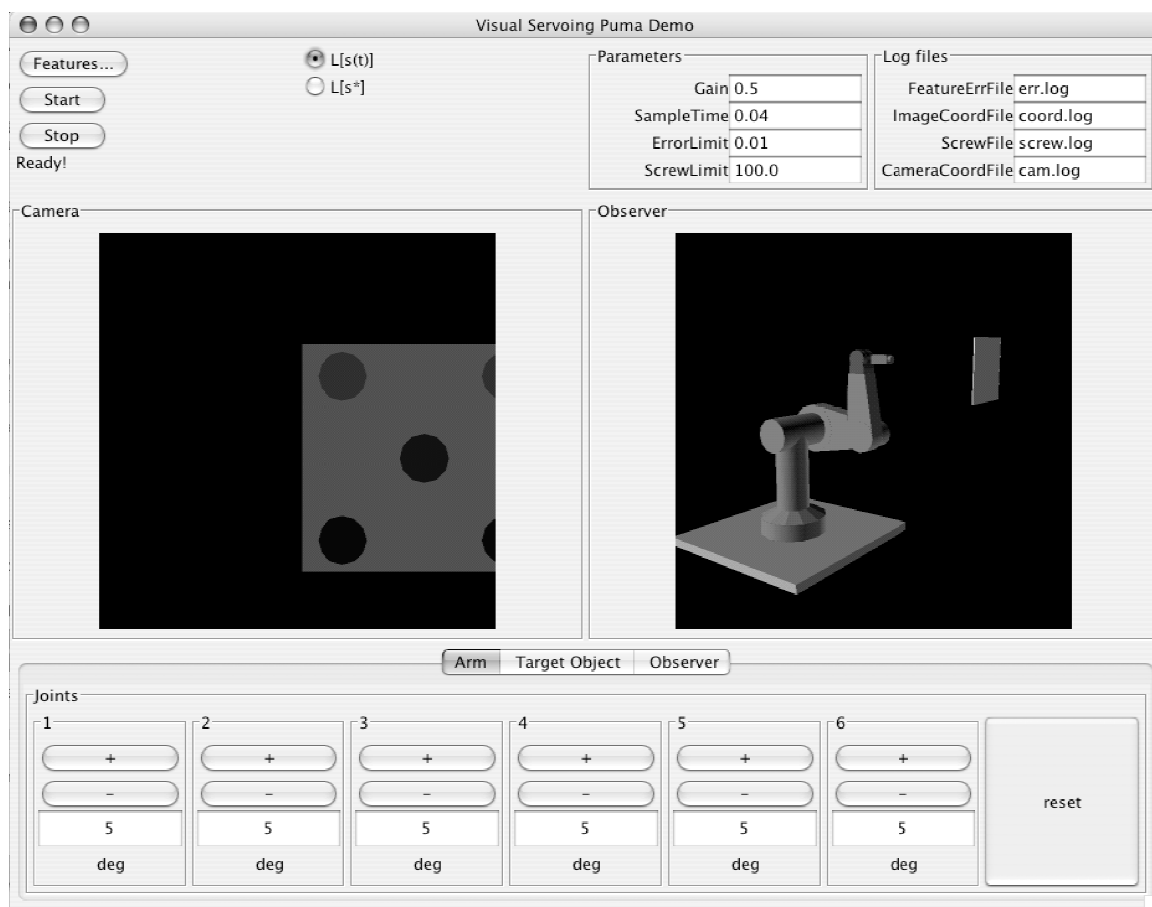 Visual Servoing Puma Demo
Features...
Start
Stop
Ready!
L[s(t)]
L[s*]
Parameters
Gain 0.5
SampleTime 0.04
ErrorLimit 0.01
ScrewLimit 100.0
Log files
FeatureErrFile err.log
ImageCoordFile coord.log
ScrewFile screw.log
CameraCoordFile cam.log
Camera
Observer
Arm Target Object Observer
Joints
1 2 3 4 5 6
+ + + + + +
- - - - - -
5 5 5 5 5 5
deg deg deg deg deg deg
reset